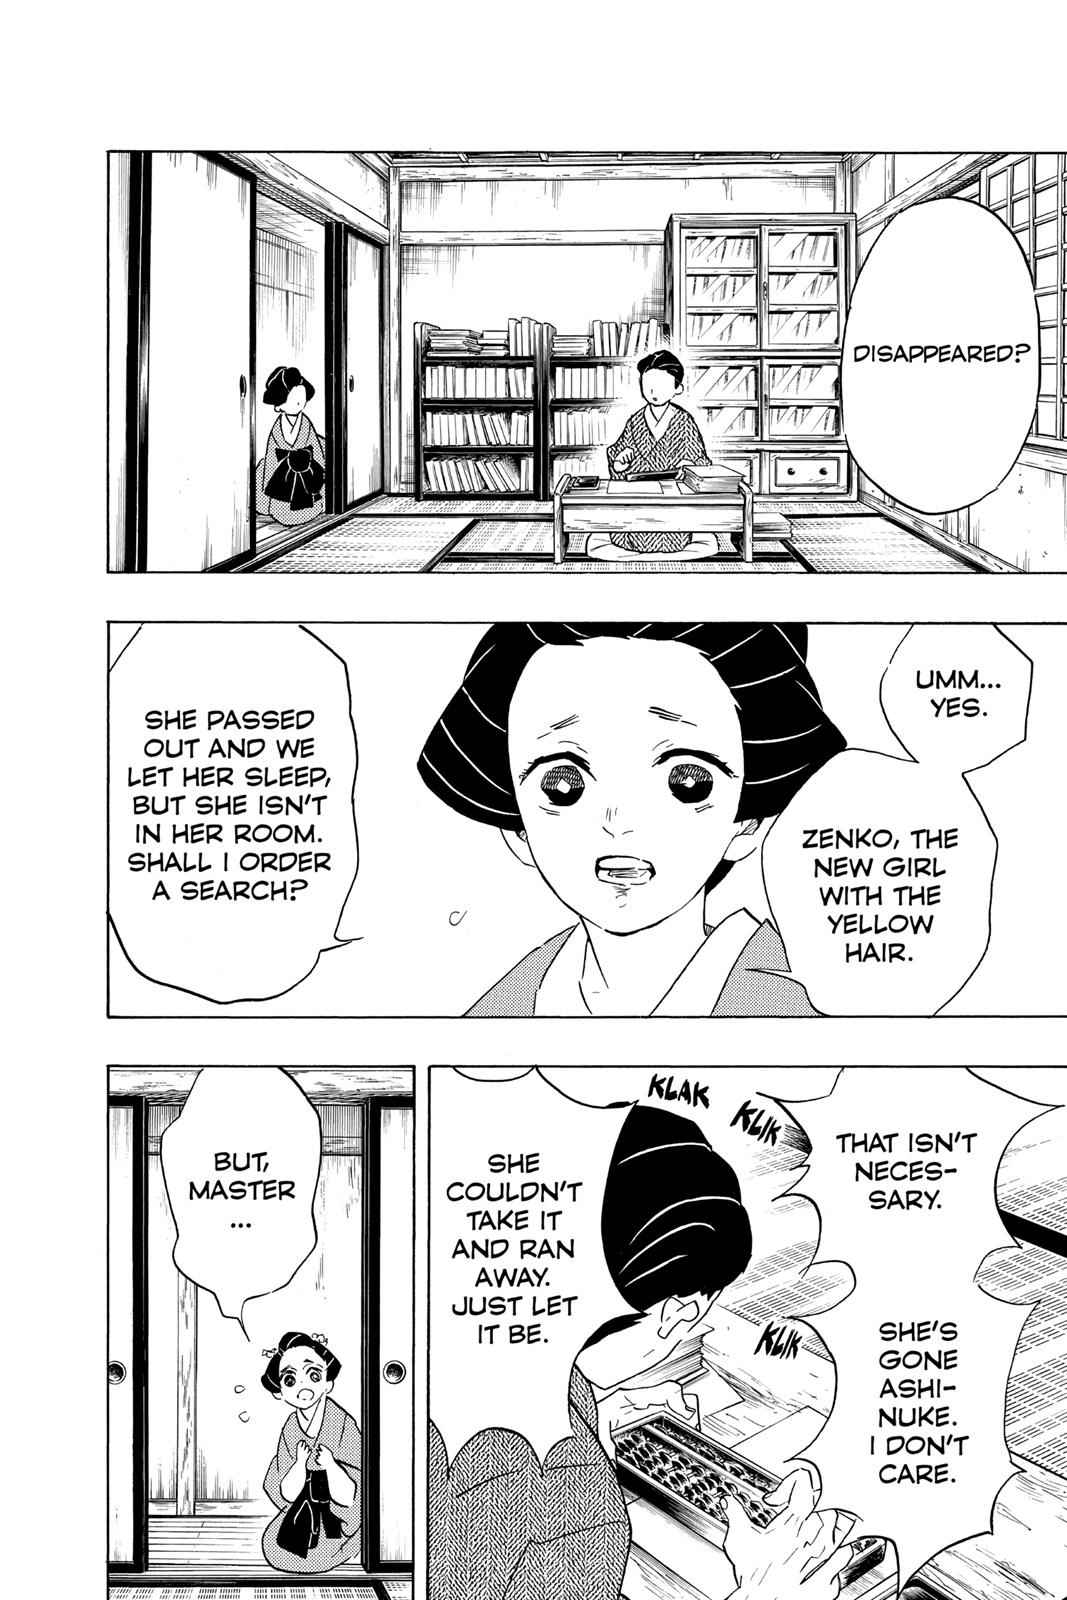 DISAPPEARED?
UMM...
YES.
ZENKO, THE
NEW GIRL
WITH THE
YELLOW
HAIR.
SHE PASSED
OUT AND WE
LET HER SLEEP,
BUT SHE ISN'T
IN HER ROOM.
SHALL I ORDER
A SEARCH?
THAT ISN'T
NECES-
SARY.
SHE'S
GONE
ASHI-
NUKE.
I DON'T
CARE.
KLIK
KLAK
KLIK
SHE
COULDN'T
TAKE IT
AND RAN
AWAY.
JUST LET
IT BE.
BUT,
MASTER
...